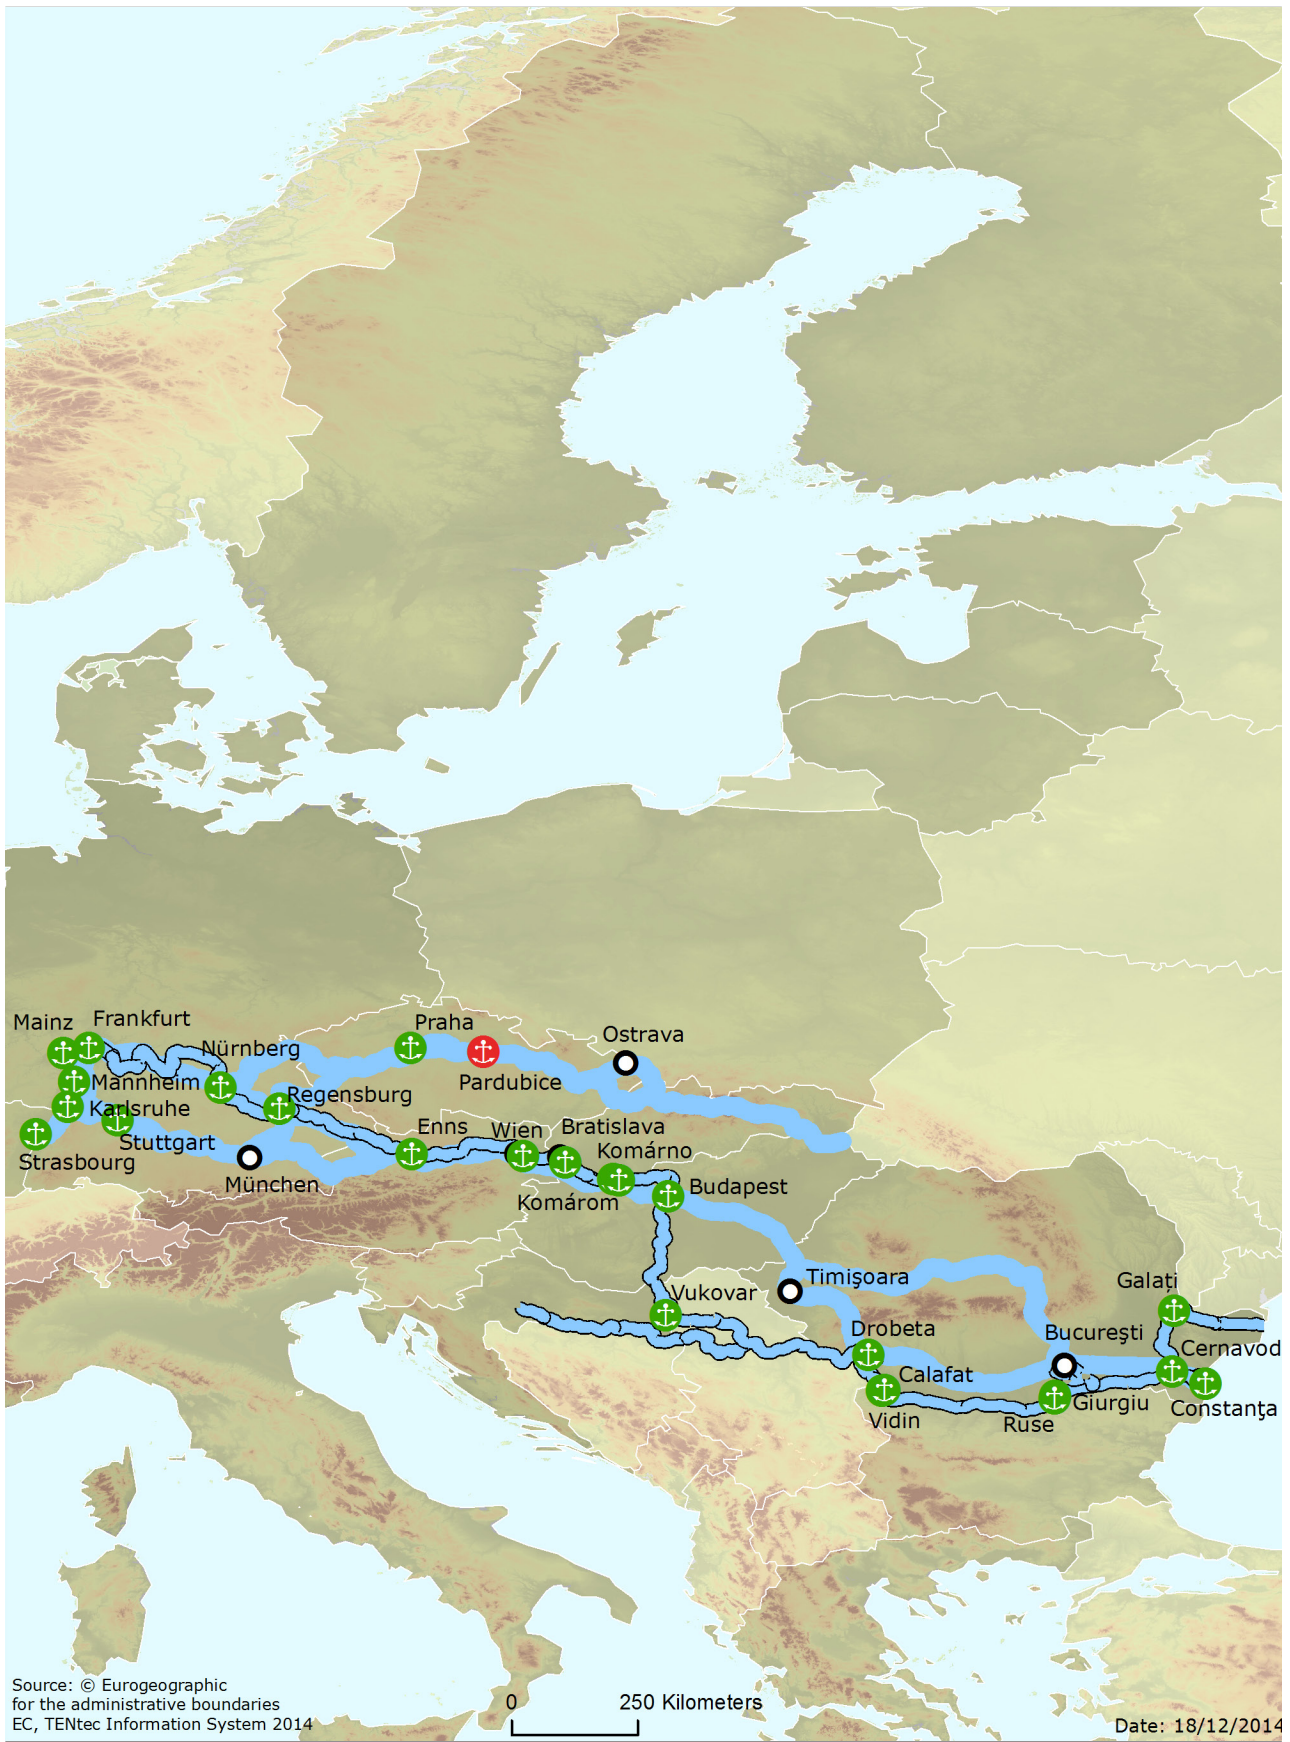 Mainz
Frankfurt
Praha
Ostrava
Nürnberg
Pardubice
Mannheim
Regensburg
Karlsruhe
Stuttgart
Strasbourg
Enns
Wien
Bratislava
Komárno
München
Komárom
Budapest
Timişoara
Vukovar
Galaţi
Drobeta
Bucureşti
Cernavod
Calafat
Giurgiu
Constanţa
Vidin
Ruse
Source: © Eurogeographic
for the administrative boundaries
EC, TENtec Information System 2014
0 250 Kilometers
Date: 18/12/2014